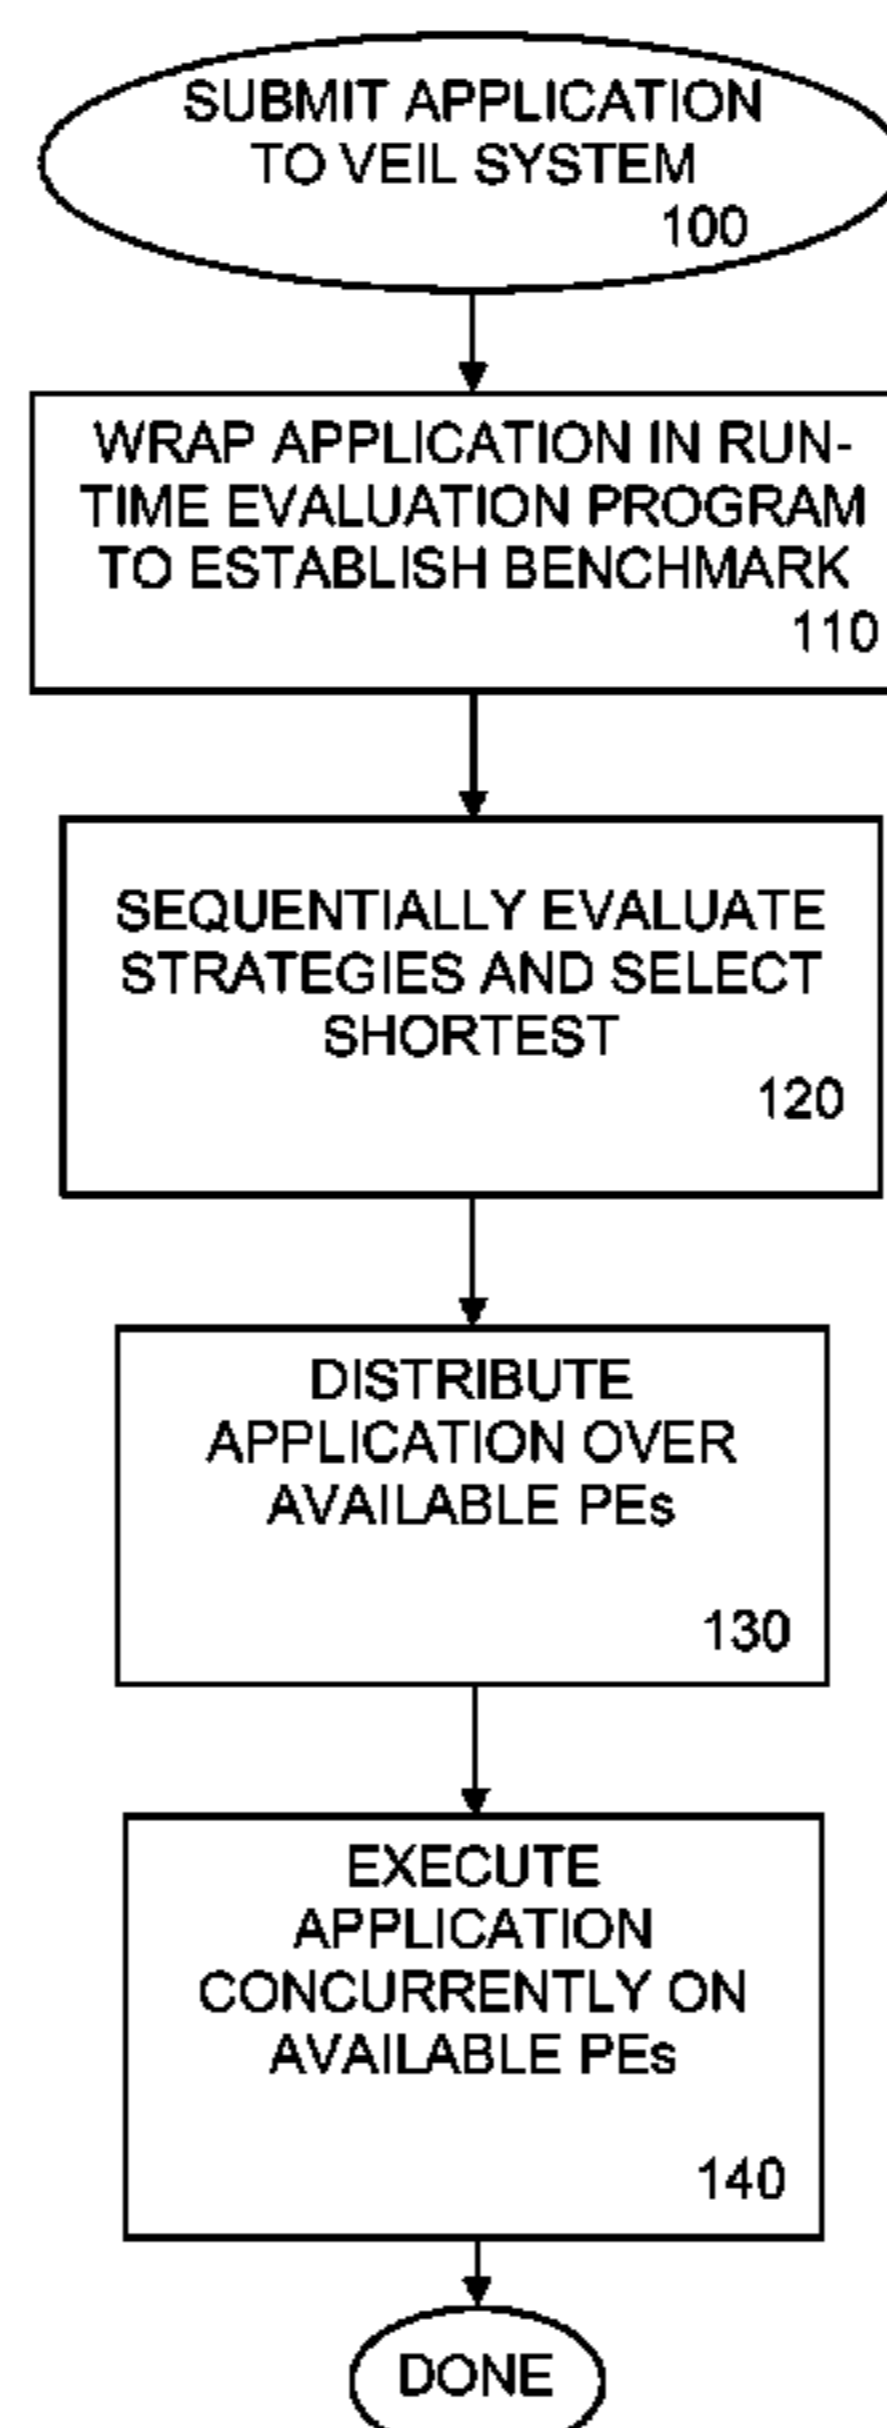 SUBMIT APPLICATION
TO VEIL SYSTEM
100
WRAP APPLICATION IN RUN-
TIME EVALUATION PROGRAM
TO ESTABLISH BENCHMARK
110
SEQUENTIALLY EVALUATE
STRATEGIES AND SELECT
SHORTEST
120
DISTRIBUTE
APPLICATION OVER
AVAILABLE PEs
130
EXECUTE
APPLICATION
CONCURRENTLY ON
AVAILABLE PEs
140
DONE